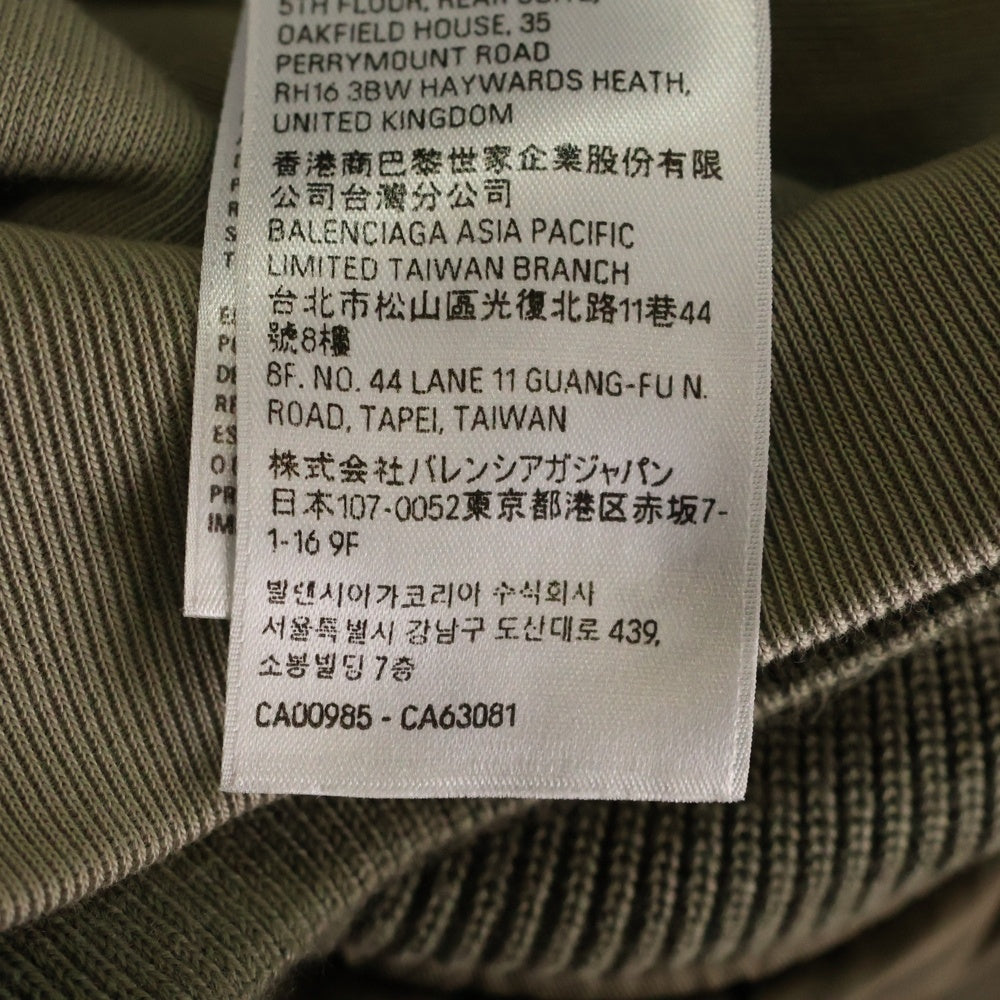 5TH FLOOR, REAR SUITE,
OAKFIELD HOUSE, 35
PERRYMOUNT ROAD
RH16 3BW HAYWARDS HEATH,
UNITED KINGDOM
香港商巴黎世家企業股份有限
公司台灣分公司
BALENCIAGA ASIA PACIFIC
LIMITED TAIWAN BRANCH
台北市松山區光復北路11巷44
號8樓
8F. NO. 44 LANE 11 GUANG-FU N.
ROAD, TAPEI, TAIWAN
株式会社バレンシアガジャパン
日本107-0052東京都港区赤坂7-
1-16 9F
발렌시아가코리아 수식회사
서울특별시 강남구 도산대로 439,
소봉빌딩 7층
CA00985 - CA63081